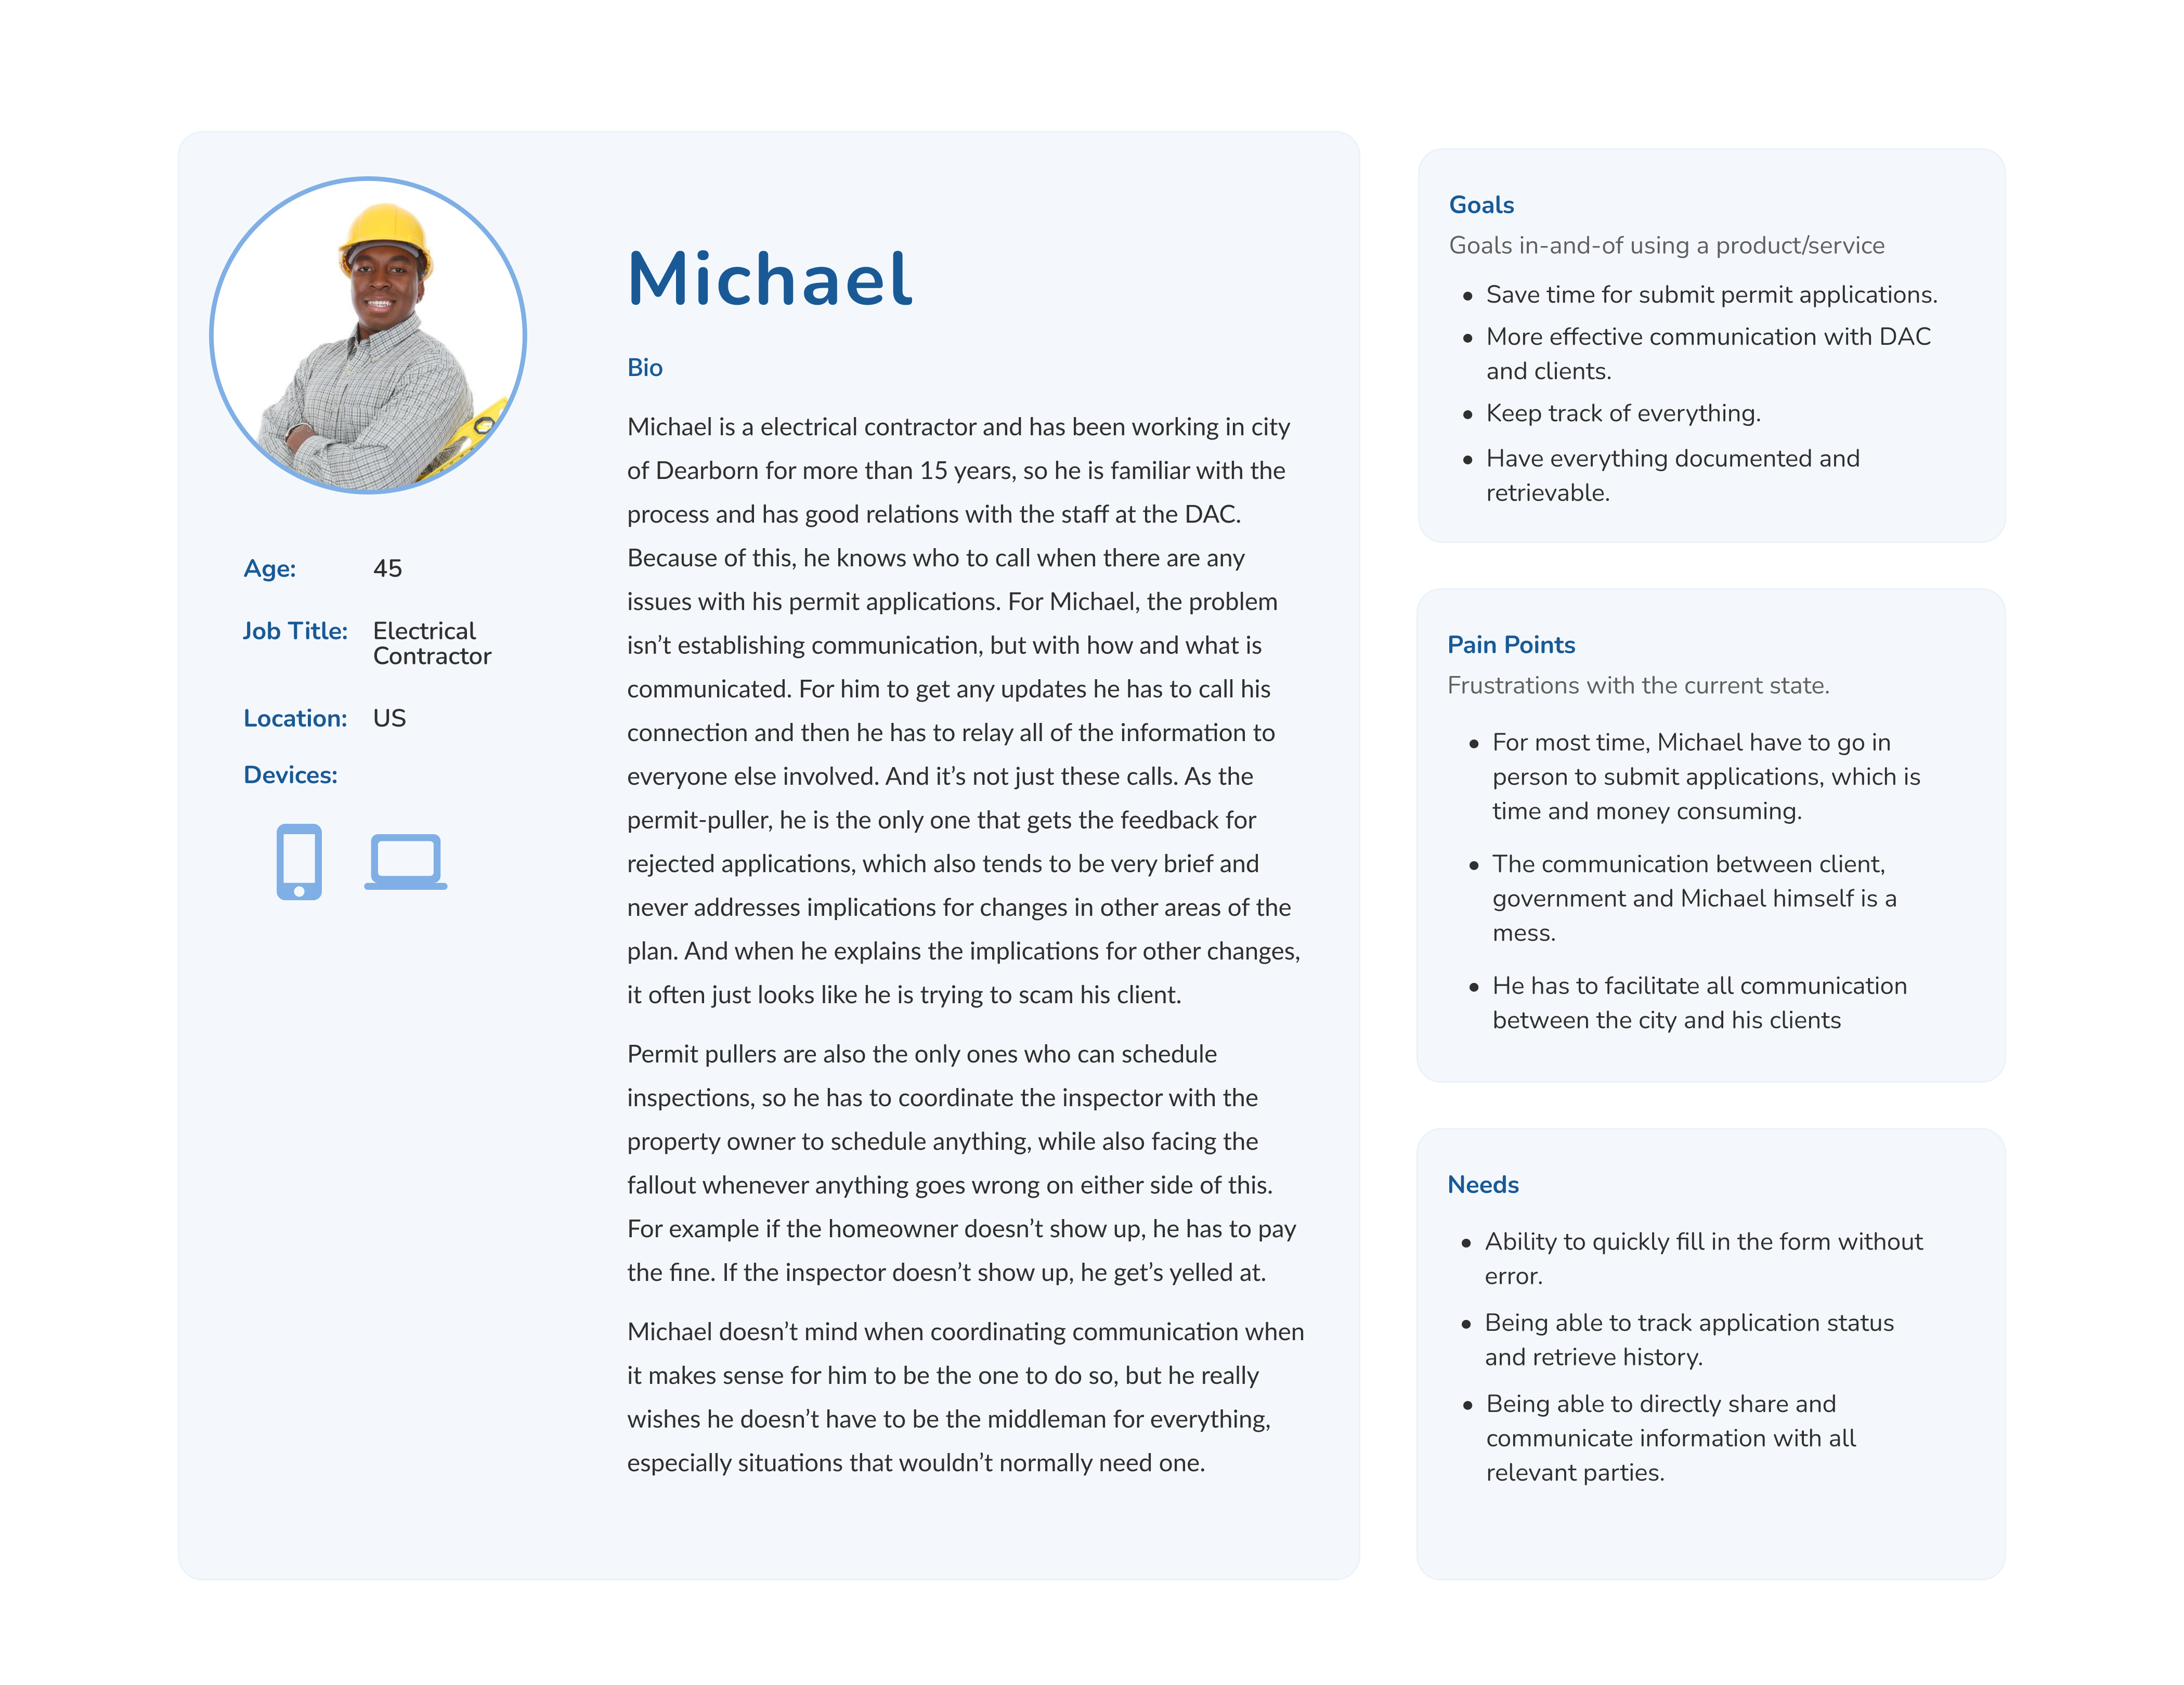 Michael
Bio
Michael is a electrical contractor and has been working in city
of Dearborn for more than 15 years, so he is familiar with the
process and has good relations with the staff at the DAC.
Because of this, he knows who to call when there are any
issues with his permit applications. For Michael, the problem
isn’t establishing communication, but with how and what is
communicated. For him to get any updates he has to call his
connection and then he has to relay all of the information to
everyone else involved. And it’s not just these calls. As the
permit-puller, he is the only one that gets the feedback for
rejected applications, which also tends to be very brief and
never addresses implications for changes in other areas of the
plan. And when he explains the implications for other changes,
it often just looks like he is trying to scam his client.
Permit pullers are also the only ones who can schedule
inspections, so he has to coordinate the inspector with the
property owner to schedule anything, while also facing the
fallout whenever anything goes wrong on either side of this.
For example if the homeowner doesn’t show up, he has to pay
the fine. If the inspector doesn’t show up, he get’s yelled at.
Michael doesn’t mind when coordinating communication when
it makes sense for him to be the one to do so, but he really
wishes he doesn’t have to be the middleman for everything,
especially situations that wouldn’t normally need one.
Age: 45
Job Title: Electrical
Contractor
Location: US
Devices:
Goals
Goals in-and-of using a product/service
• Save time for submit permit applications.
• More effective communication with DAC
and clients.
• Keep track of everything.
• Have everything documented and
retrievable.
Pain Points
Frustrations with the current state.
• For most time, Michael have to go in
person to submit applications, which is
time and money consuming.
• The communication between client,
government and Michael himself is a
mess.
• He has to facilitate all communication
between the city and his clients
Needs
• Ability to quickly fill in the form without
error.
• Being able to track application status
and retrieve history.
• Being able to directly share and
communicate information with all
relevant parties.